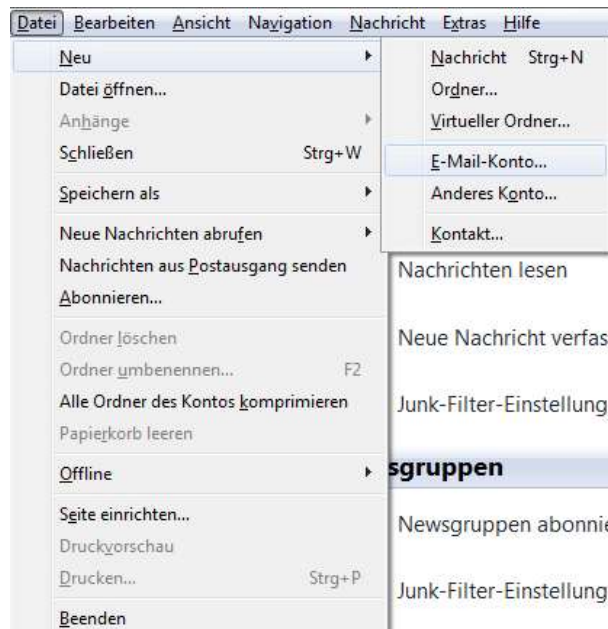 Datei Bearbeiten Ansicht Navigation Nachricht Extras Hilfe
Neu
Datei öffnen...
Anhänge
Schließen Strg+W
Speichern als
Neue Nachrichten abrufen
Nachrichten aus Postausgang senden
Abonnieren...
Ordner löschen
Ordner umbenennen... F2
Alle Ordner des Kontos komprimieren
Papierkorb leeren
Offline
Seite einrichten...
Druckvorschau
Drucken... Strg+P
Beenden
Nachricht Strg+N
Ordner...
Virtueller Ordner...
E-Mail-Konto...
Anderes Konto...
Kontakt...
Nachrichten lesen
Neue Nachricht verfas
Junk-Filter-Einstellung
sgruppen
Newsgruppen abonnie
Junk-Filter-Einstellung